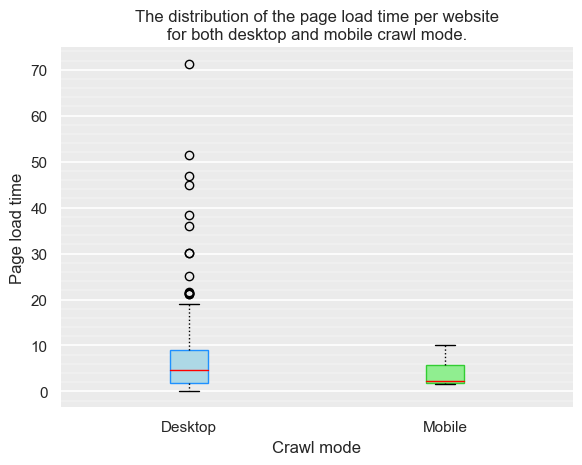 The distribution of the page load time per website
for both desktop and mobile crawl mode.
Page load time
70
60
50
40
30
20
10
0
Desktop
Mobile
Crawl mode